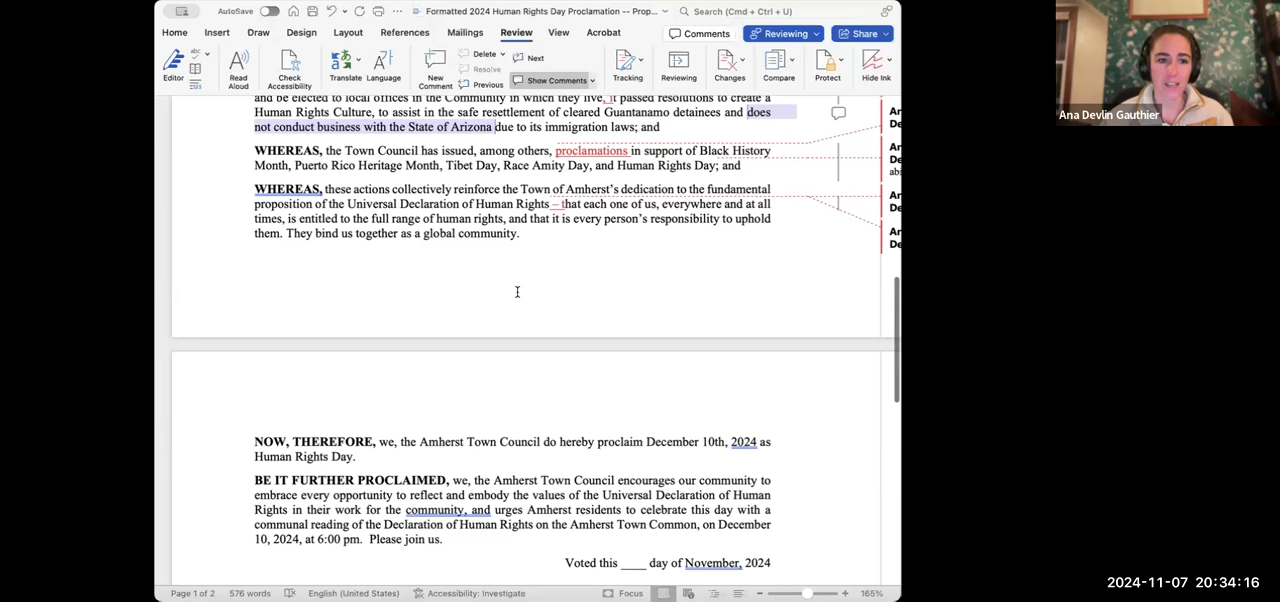 AutoSave
Formatted 2024 Human Rights Day Proclamation -- Prop...
Search (Cmd + Ctrl + U)
Home Insert Draw Design Layout References Mailings Review View Acrobat Comments Reviewing Share
Editor
Read Aloud
Check Accessibility
Translate
Language
New Comment
Delete
Resolve
Previous
Next
Show Comments
Tracking
Reviewing
Changes
Compare
Protect
Hide Ink
and be elected to local offices in the Community in which they live, it passed resolutions to create a
Human Rights Culture, to assist in the safe resettlement of cleared Guantanamo detainees and does
not conduct business with the State of Arizona due to its immigration laws; and
WHEREAS, the Town Council has issued, among others, proclamations in support of Black History
Month, Puerto Rico Heritage Month, Tibet Day, Race Amity Day, and Human Rights Day; and
WHEREAS, these actions collectively reinforce the Town of Amherst's dedication to the fundamental
proposition of the Universal Declaration of Human Rights – that each one of us, everywhere and at all
times, is entitled to the full range of human rights, and that it is every person's responsibility to uphold
them. They bind us together as a global community.
NOW, THEREFORE, we, the Amherst Town Council do hereby proclaim December 10th, 2024 as
Human Rights Day.
BE IT FURTHER PROCLAIMED, we, the Amherst Town Council encourages our community to
embrace every opportunity to reflect and embody the values of the Universal Declaration of Human
Rights in their work for the community, and urges Amherst residents to celebrate this day with a
communal reading of the Declaration of Human Rights on the Amherst Town Common, on December
10, 2024, at 6:00 pm. Please join us.
Voted this ____ day of November, 2024
Page 1 of 2 576 words English (United States) Accessibility: Investigate Focus 165%
Ana Devlin Gauthier
2024-11-07 20:34:16